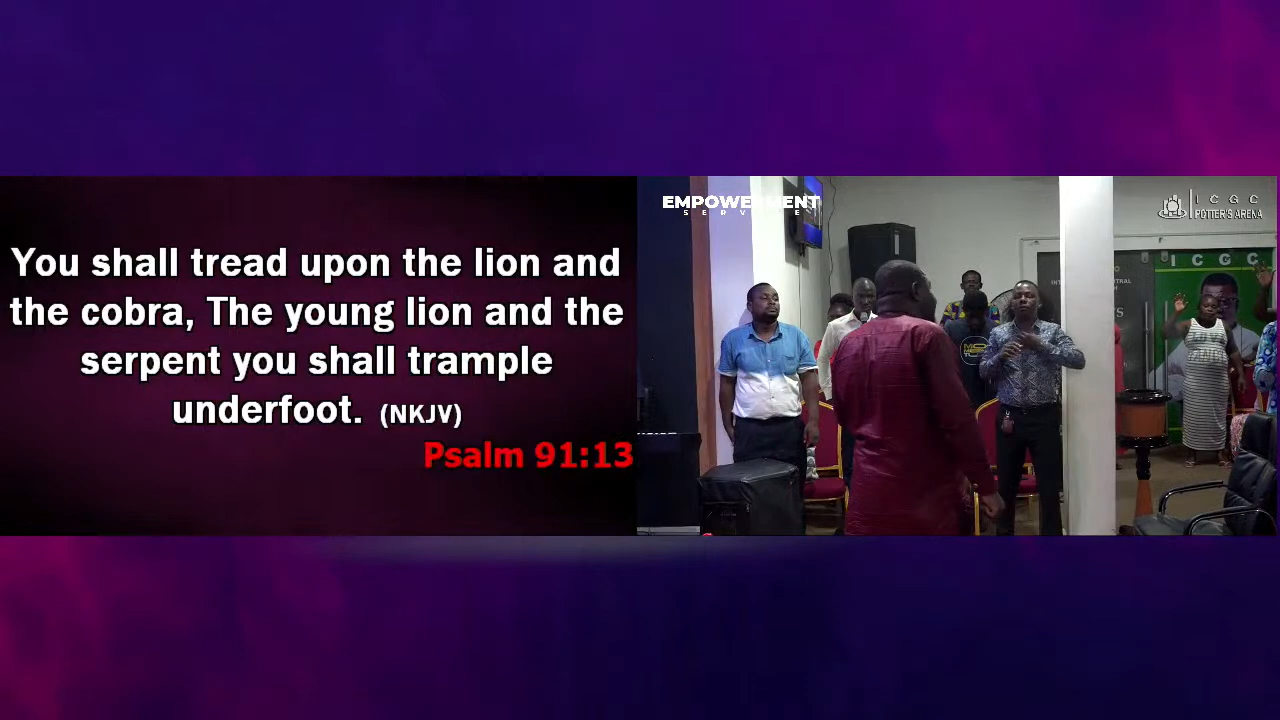 You shall tread upon the lion and
the cobra, The young lion and the
serpent you shall trample
underfoot. (NKJV)
Psalm 91:13
EMPOWERMENT
SERVICE
ICGC
POTTER'S ARENA
ICGC